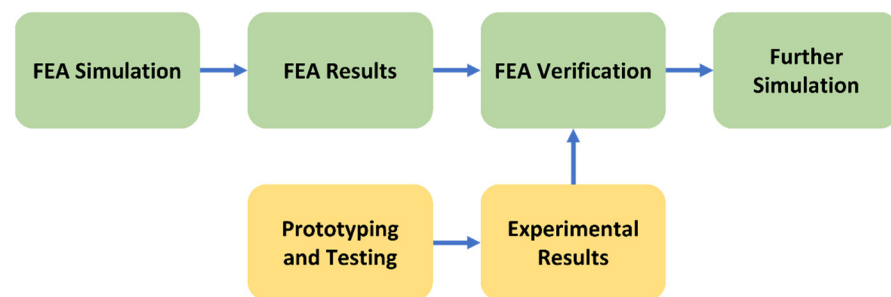 FEA Simulation
FEA Results
FEA Verification
Further
Simulation
Prototyping
and Testing
Experimental
Results